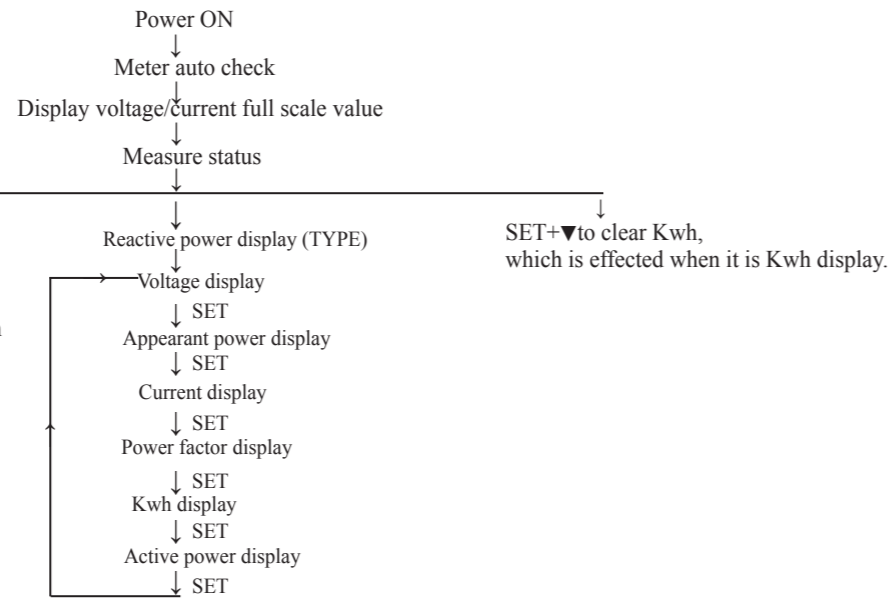 Power ON
Meter auto check
Display voltage/current full scale value
Measure status
Reactive power display (TYPE)
SET+▼to clear Kwh,
which is effected when it is Kwh display.
Voltage display
SET
Appearant power display
SET
Current display
SET
Power factor display
SET
Kwh display
SET
Active power display
SET